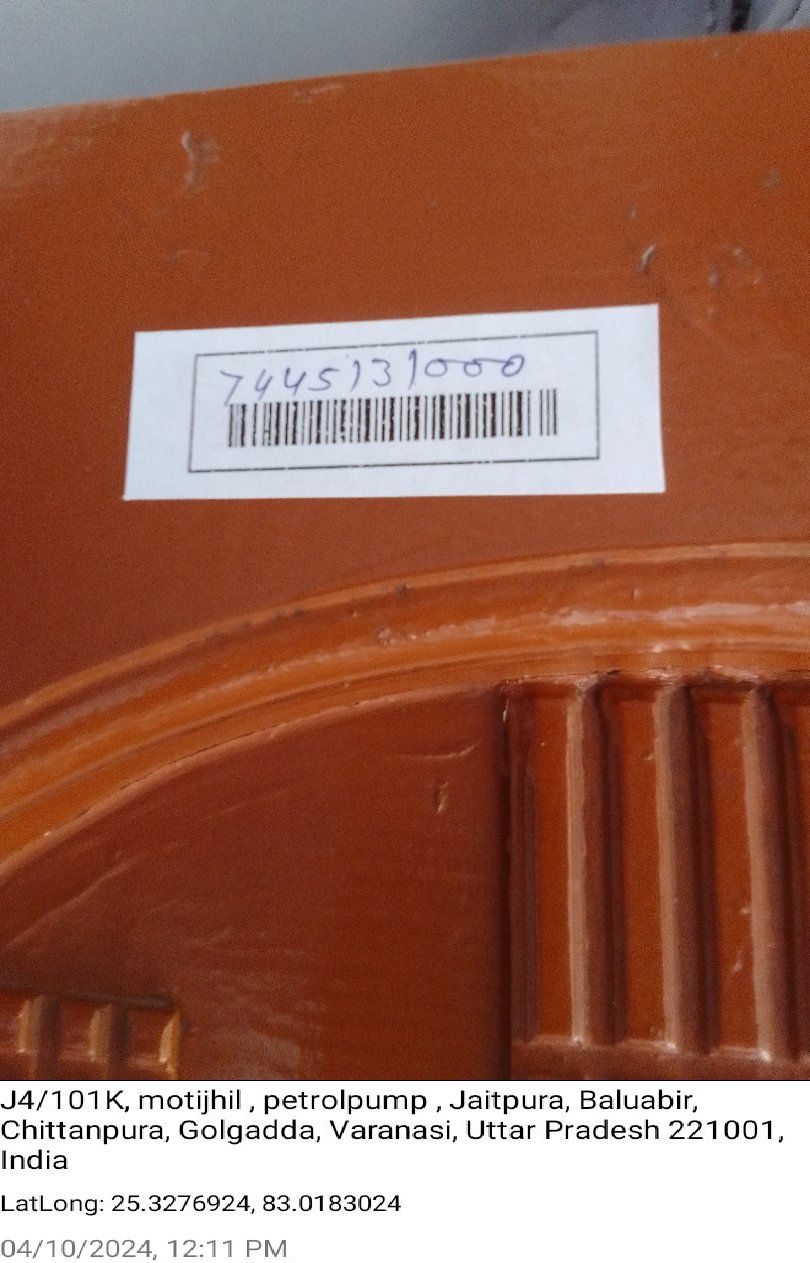 7445131000
J4/101K, motijhil , petrolpump , Jaitpura, Baluabir,
Chittanpura, Golgadda, Varanasi, Uttar Pradesh 221001,
India
LatLong: 25.3276924, 83.0183024
04/10/2024, 12:11 PM